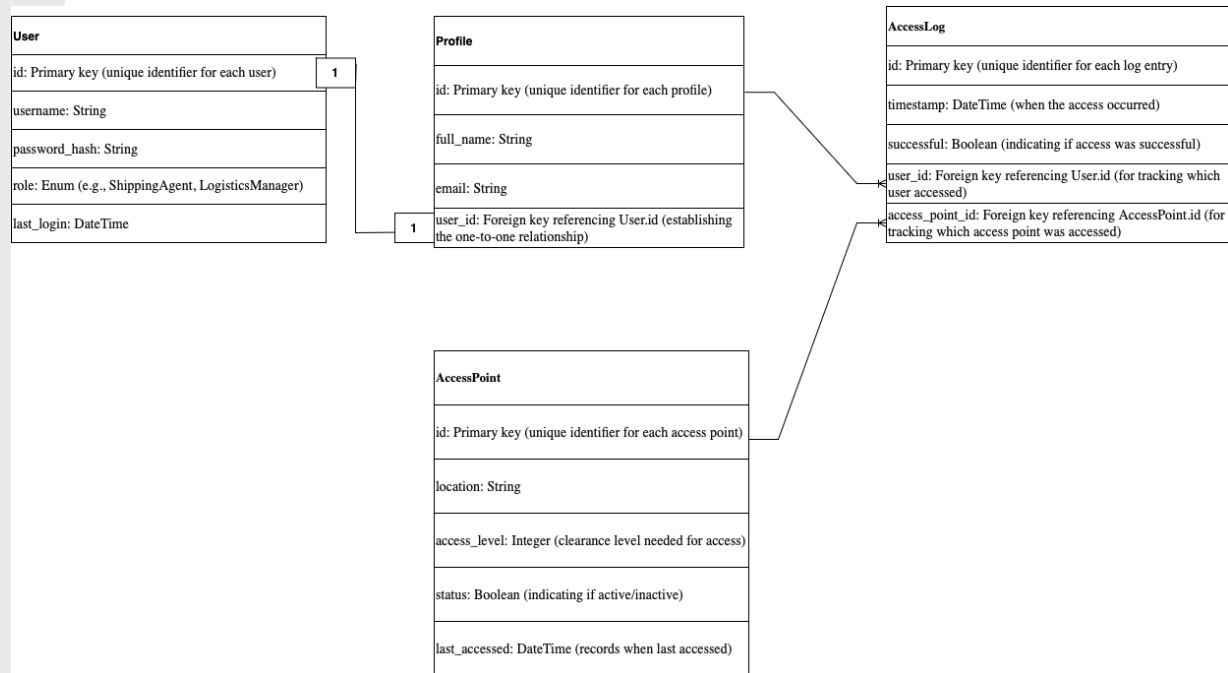 User
id: Primary key (unique identifier for each user)
1
username: String
password_hash: String
role: Enum (e.g., ShippingAgent, LogisticsManager)
last_login: DateTime
Profile
id: Primary key (unique identifier for each profile)
full_name: String
email: String
1
user_id: Foreign key referencing User.id (establishing
the one-to-one relationship)
AccessLog
id: Primary key (unique identifier for each log entry)
timestamp: DateTime (when the access occurred)
successful: Boolean (indicating if access was successful)
user_id: Foreign key referencing User.id (for tracking which
user accessed)
access_point_id: Foreign key referencing AccessPoint.id (for
tracking which access point was accessed)
AccessPoint
id: Primary key (unique identifier for each access point)
location: String
access_level: Integer (clearance level needed for access)
status: Boolean (indicating if active/inactive)
last_accessed: DateTime (records when last accessed)